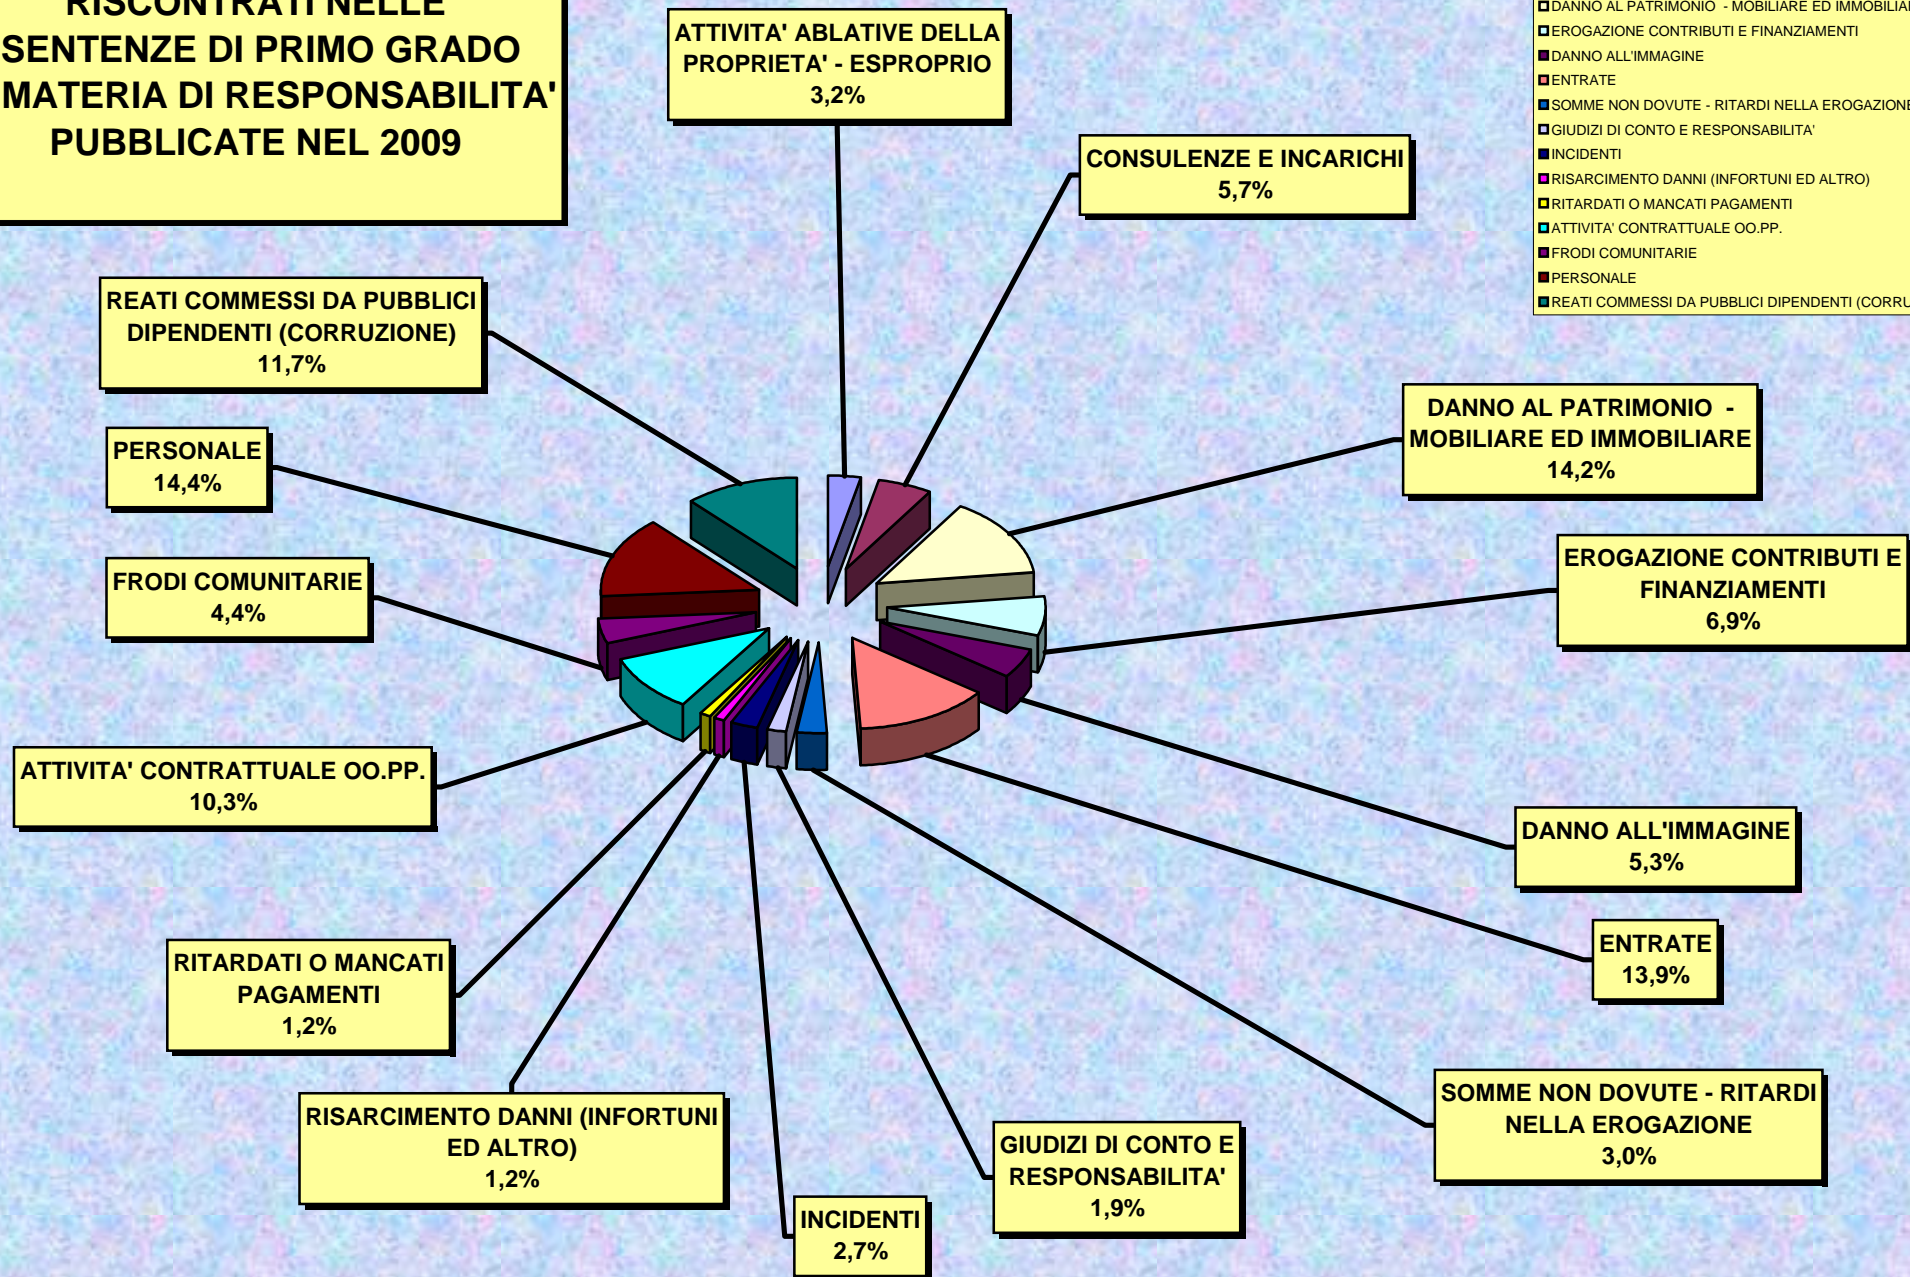 RISCONTRATI NELLE
SENTENZE DI PRIMO GRADO
MATERIA DI RESPONSABILITA'
PUBBLICATE NEL 2009
ATTIVITA' ABLATIVE DELLA
PROPRIETA' - ESPROPRIO
3,2%
CONSULENZE E INCARICHI
5,7%
DANNO AL PATRIMONIO - MOBILIARE ED IMMOBILIA
EROGAZIONE CONTRIBUTI E FINANZIAMENTI
DANNO ALL'IMMAGINE
ENTRATE
SOMME NON DOVUTE - RITARDI NELLA EROGAZIONE
GIUDIZI DI CONTO E RESPONSABILITA'
INCIDENTI
RISARCIMENTO DANNI (INFORTUNI ED ALTRO)
RITARDATI O MANCATI PAGAMENTI
ATTIVITA' CONTRATTUALE OO.PP.
FRODI COMUNITARIE
PERSONALE
REATI COMMESSI DA PUBBLICI DIPENDENTI (CORRU
REATI COMMESSI DA PUBBLICI
DIPENDENTI (CORRUZIONE)
11,7%
DANNO AL PATRIMONIO -
MOBILIARE ED IMMOBILIARE
14,2%
PERSONALE
14,4%
EROGAZIONE CONTRIBUTI E
FINANZIAMENTI
6,9%
FRODI COMUNITARIE
4,4%
ATTIVITA' CONTRATTUALE OO.PP.
10,3%
DANNO ALL'IMMAGINE
5,3%
ENTRATE
13,9%
RITARDATI O MANCATI
PAGAMENTI
1,2%
SOMME NON DOVUTE - RITARDI
NELLA EROGAZIONE
3,0%
RISARCIMENTO DANNI (INFORTUNI
ED ALTRO)
1,2%
GIUDIZI DI CONTO E
RESPONSABILITA'
1,9%
INCIDENTI
2,7%